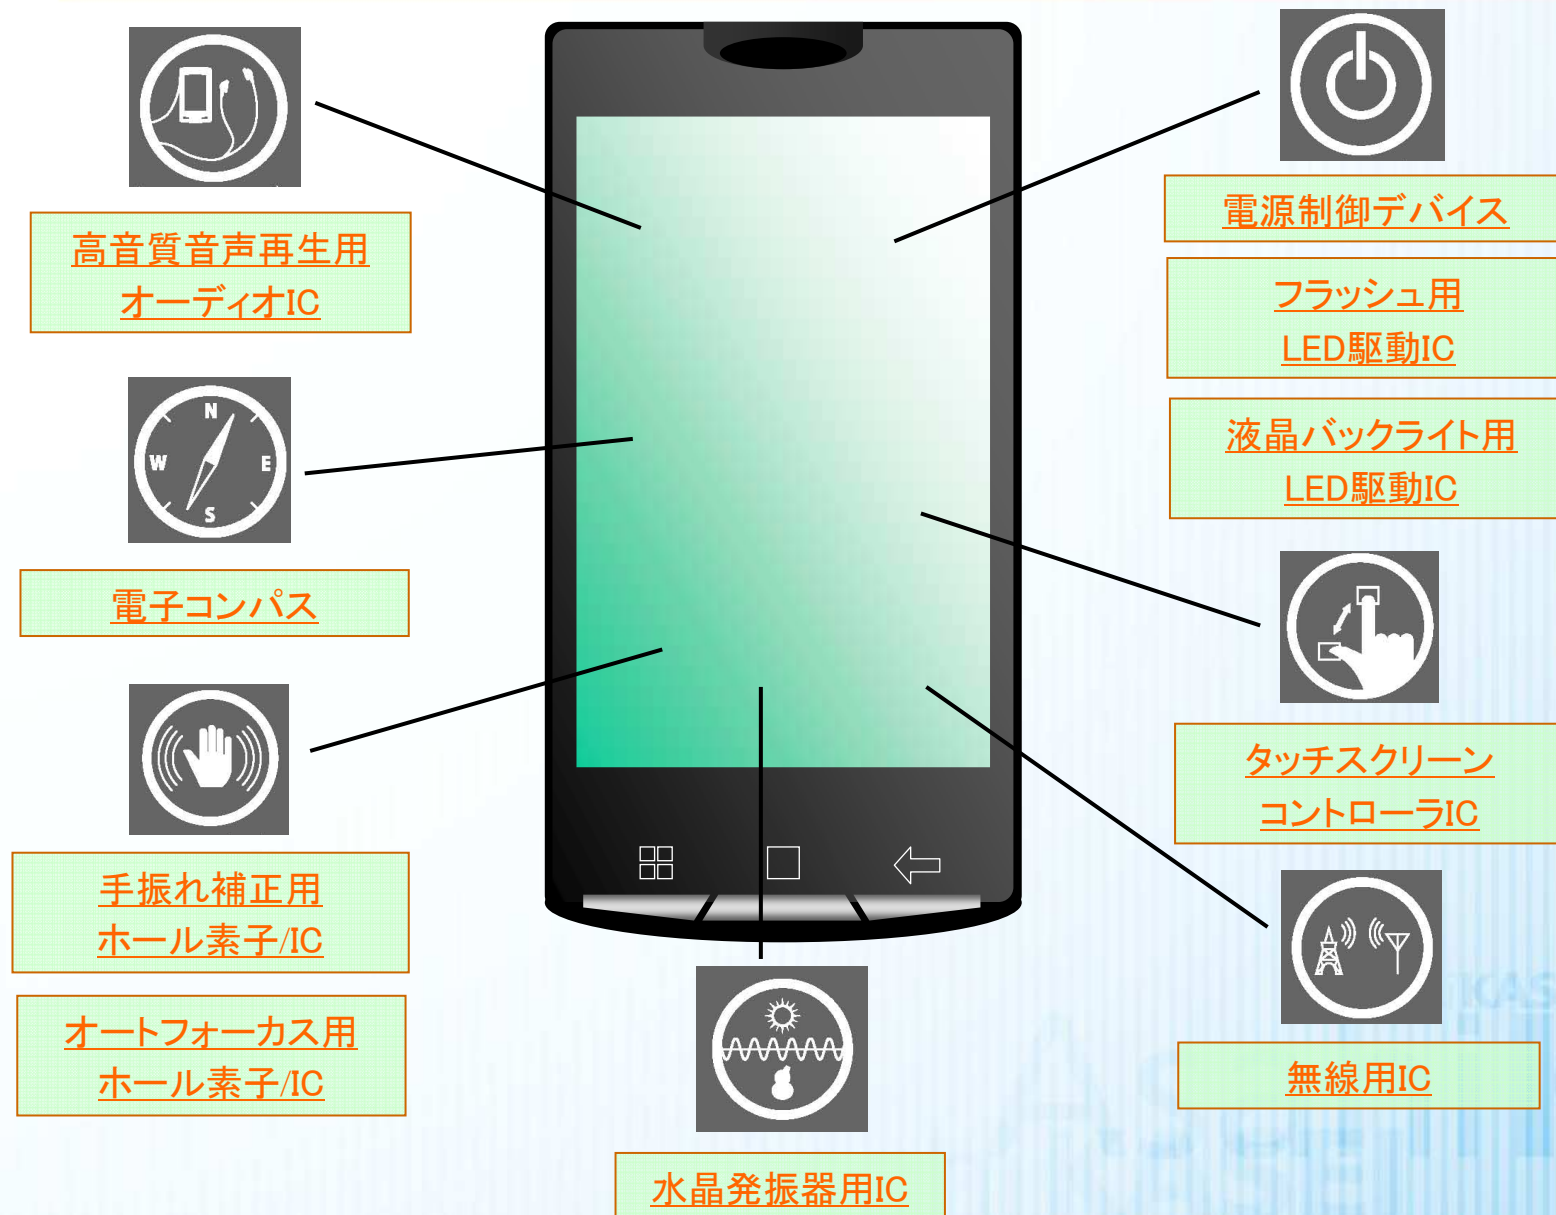 高音質音声再生用
オーディオIC
N
W
E
S
電子コンパス
手振れ補正用
ホール素子/IC
オートフォーカス用
ホール素子/IC
水晶発振器用IC
電源制御デバイス
フラッシュ用
LED駆動IC
液晶バックライト用
LED駆動IC
タッチスクリーン
コントローラIC
無線用IC